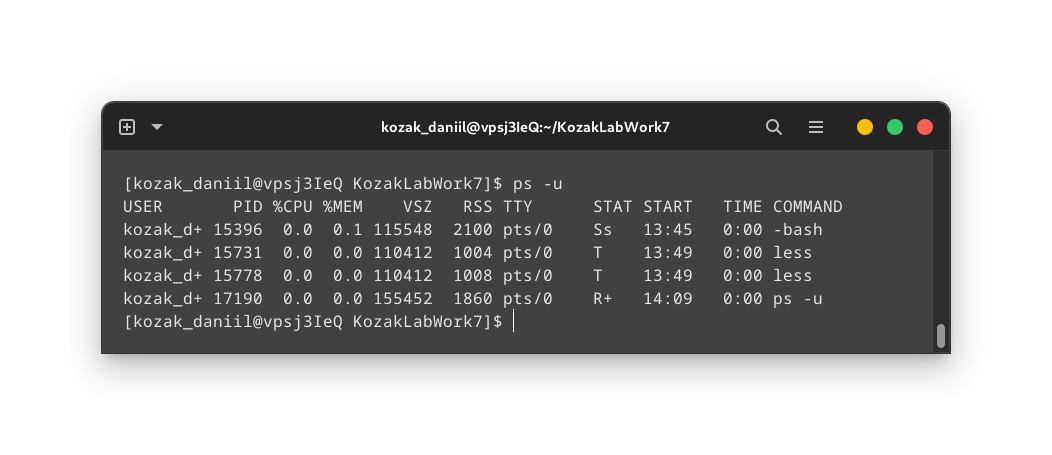 kozak_daniil@vpsj3IeQ:~/KozakLabWork7
[kozak_daniil@vpsj3IeQ KozakLabWork7]$ ps -u
USER       PID %CPU %MEM    VSZ   RSS TTY      STAT START   TIME COMMAND
kozak_d+ 15396  0.0  0.1 115548  2100 pts/0    Ss   13:45   0:00 -bash
kozak_d+ 15731  0.0  0.0 110412  1004 pts/0    T    13:49   0:00 less
kozak_d+ 15778  0.0  0.0 110412  1008 pts/0    T    13:49   0:00 less
kozak_d+ 17190  0.0  0.0 155452  1860 pts/0    R+   14:09   0:00 ps -u
[kozak_daniil@vpsj3IeQ KozakLabWork7]$